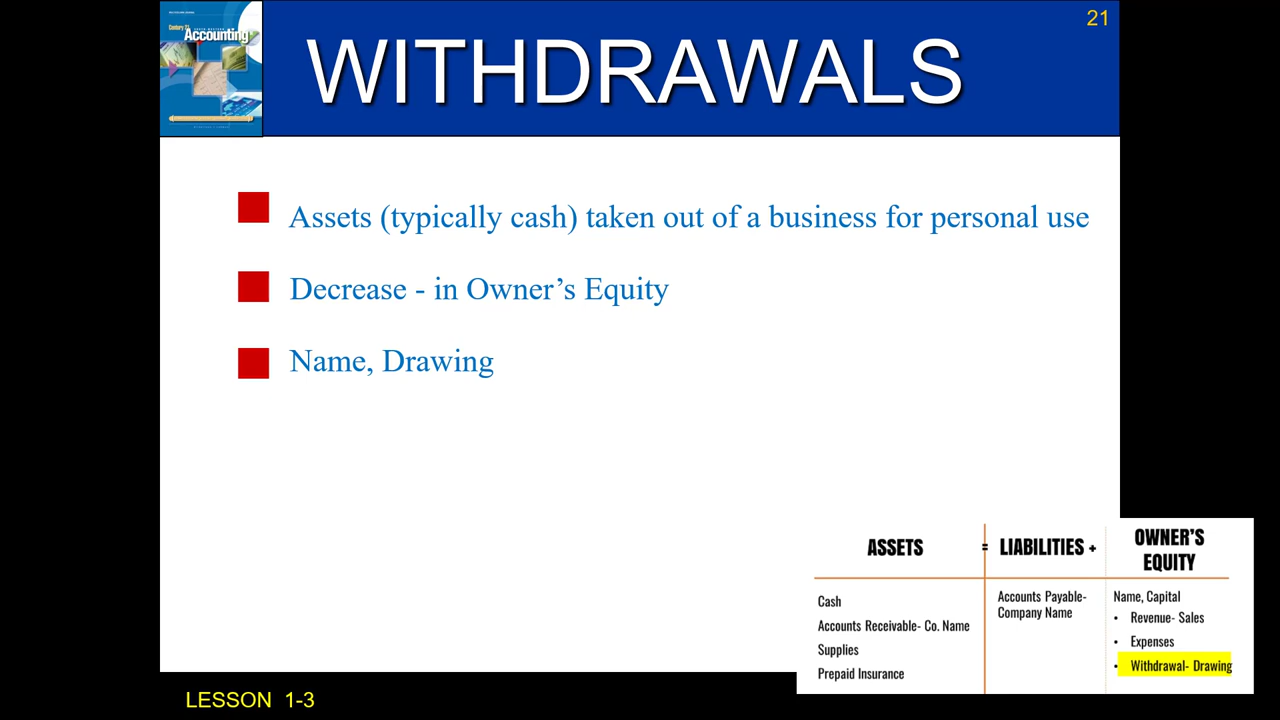 21
Century 21
Accounting
WITHDRAWALS
Assets (typically cash) taken out of a business for personal use
Decrease - in Owner’s Equity
Name, Drawing
ASSETS = LIABILITIES + OWNER'S EQUITY
Cash
Accounts Receivable- Co. Name
Supplies
Prepaid Insurance
Accounts Payable-
Company Name
Name, Capital
• Revenue- Sales
• Expenses
• Withdrawal- Drawing
LESSON 1-3